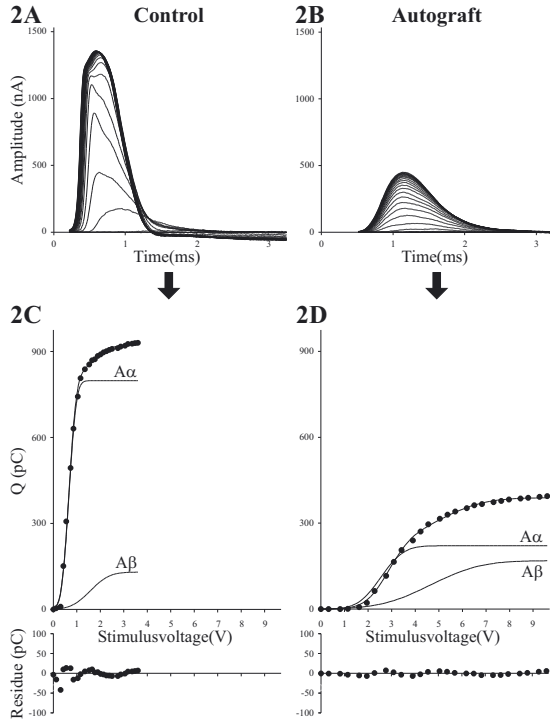 2A Control
2B Autograft
1500
1000
500
0
Amplitude (nA)
0 1 2 3
Time(ms)
1500
1000
500
0
0 1 2 3
Time(ms)
2C
2D
900
600
300
0
Q (pC)
Aα
Aβ
0 1 2 3 4 5 6 7 8 9
Stimulusvoltage(V)
900
600
300
0
Aα
Aβ
0 1 2 3 4 5 6 7 8 9
Stimulusvoltage(V)
100
50
0
-50
-100
Residue (pC)
100
50
0
-50
-100